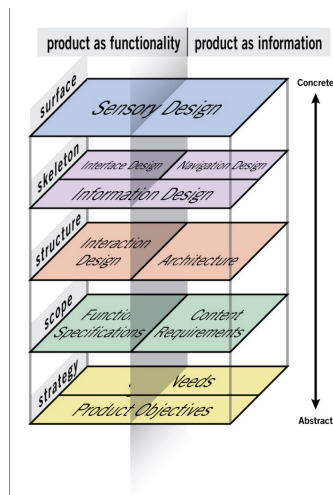 product as functionality
product as information
Concrete
surface
Sensory Design
skeleton
Interface Design
Navigation Design
Information Design
structure
Interaction
Design
Architecture
scope
Specifications
Content
Requirements
strategy
Needs
Product Objectives
Abstract